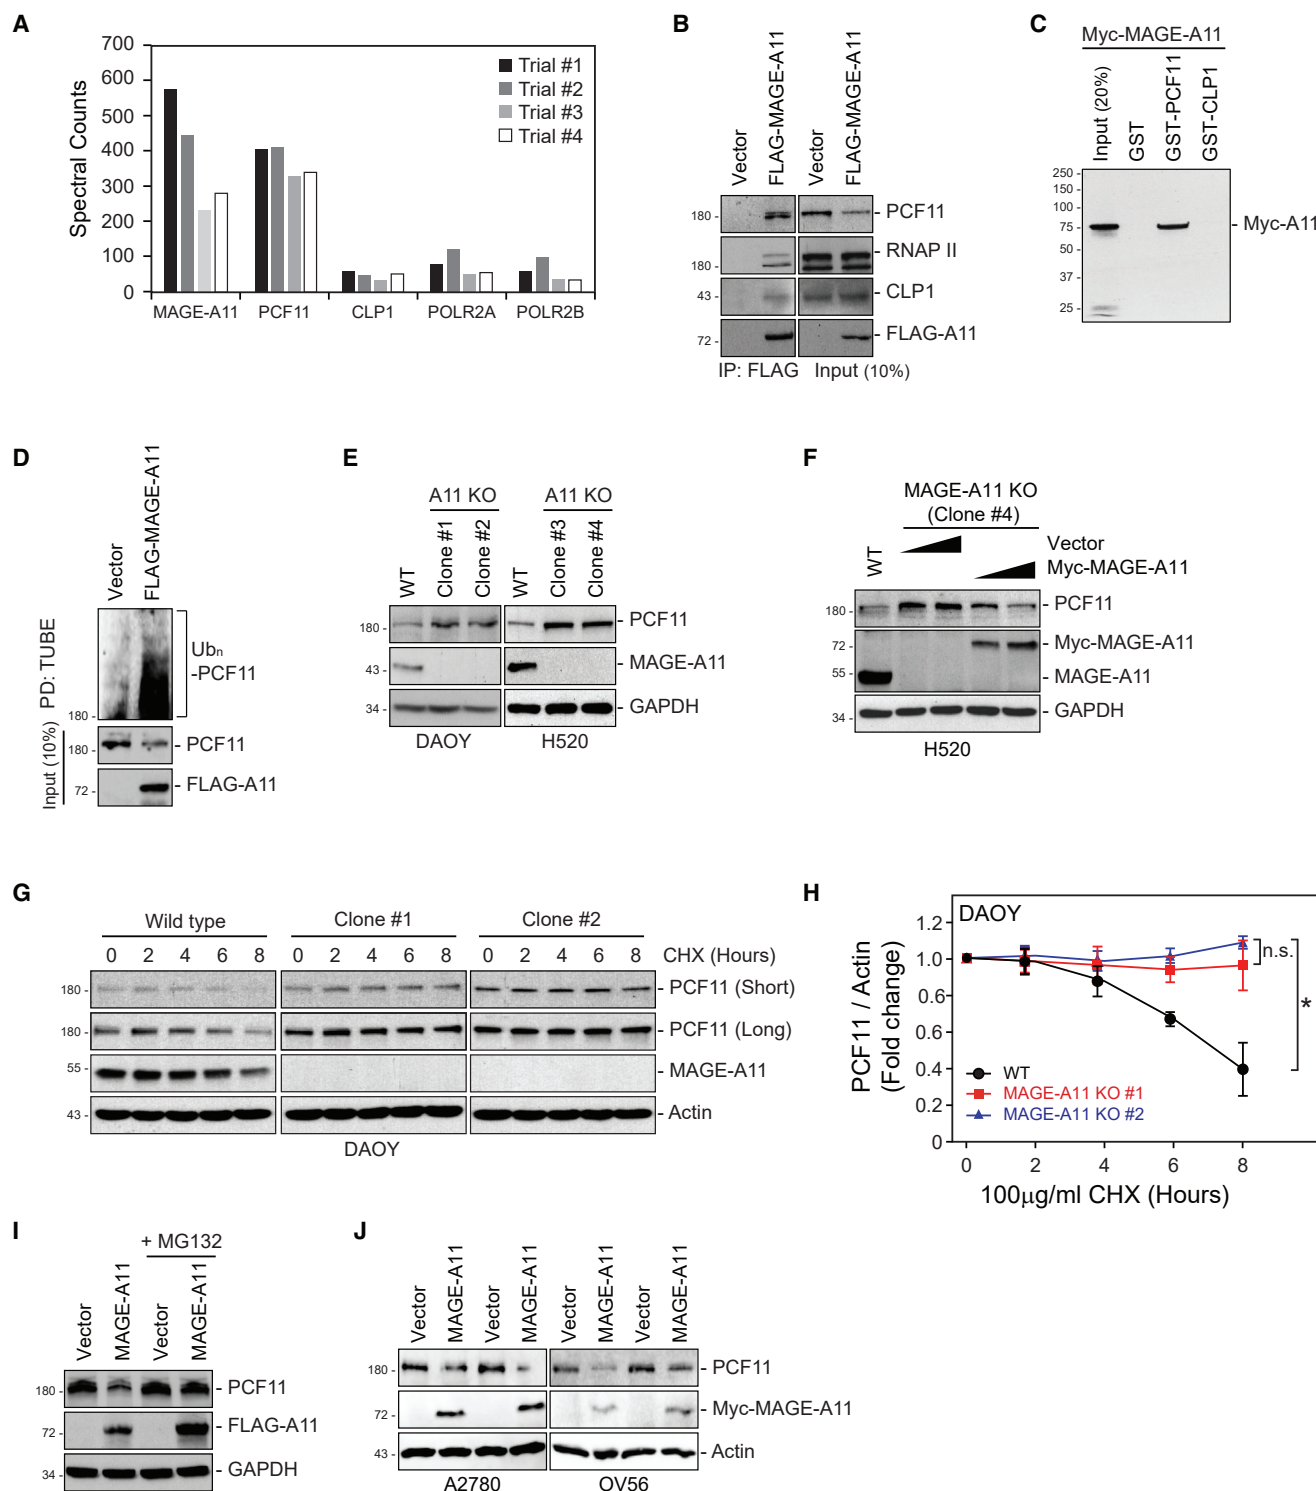 A
700
600
500
400
300
200
100
0
Spectral Counts
Trial #1
Trial #2
Trial #3
Trial #4
MAGE-A11 PCF11 CLP1 POLR2A POLR2B
B
Vector
FLAG-MAGE-A11
Vector
FLAG-MAGE-A11
180 - - PCF11
180 - - RNAP II
43 - - CLP1
72 - - FLAG-A11
IP: FLAG Input (10%)
C
Myc-MAGE-A11
Input (20%)
GST
GST-PCF11
GST-CLP1
250 -
150 -
100 -
75 - - Myc-A11
50 -
37 -
25 -
D
Vector
FLAG-MAGE-A11
PD: TUBE
Ubn
-PCF11
180 -
Input (10%)
180 - - PCF11
72 - - FLAG-A11
E
A11 KO A11 KO
WT
Clone #1
Clone #2
WT
Clone #3
Clone #4
180 - - PCF11
43 - - MAGE-A11
34 - - GAPDH
DAOY H520
F
MAGE-A11 KO
(Clone #4)
WT
Vector
Myc-MAGE-A11
180 - - PCF11
72 - - Myc-MAGE-A11
55 - - MAGE-A11
34 - - GAPDH
H520
G
Wild type Clone #1 Clone #2
0 2 4 6 8 0 2 4 6 8 0 2 4 6 8 CHX (Hours)
180 - - PCF11 (Short)
180 - - PCF11 (Long)
55 - - MAGE-A11
43 - - Actin
DAOY
H
DAOY
1.2
1.0
0.6
0.6
0.4
0.2
0
PCF11 / Actin
(Fold change)
n.s.
*
WT
MAGE-A11 KO #1
MAGE-A11 KO #2
0 2 4 6 8
100µg/ml CHX (Hours)
I
+ MG132
Vector
MAGE-A11
Vector
MAGE-A11
180 - - PCF11
72 - - FLAG-A11
34 - - GAPDH
J
Vector
MAGE-A11
Vector
MAGE-A11
Vector
MAGE-A11
Vector
MAGE-A11
180 - - PCF11
72 - - Myc-MAGE-A11
43 - - Actin
A2780 OV56